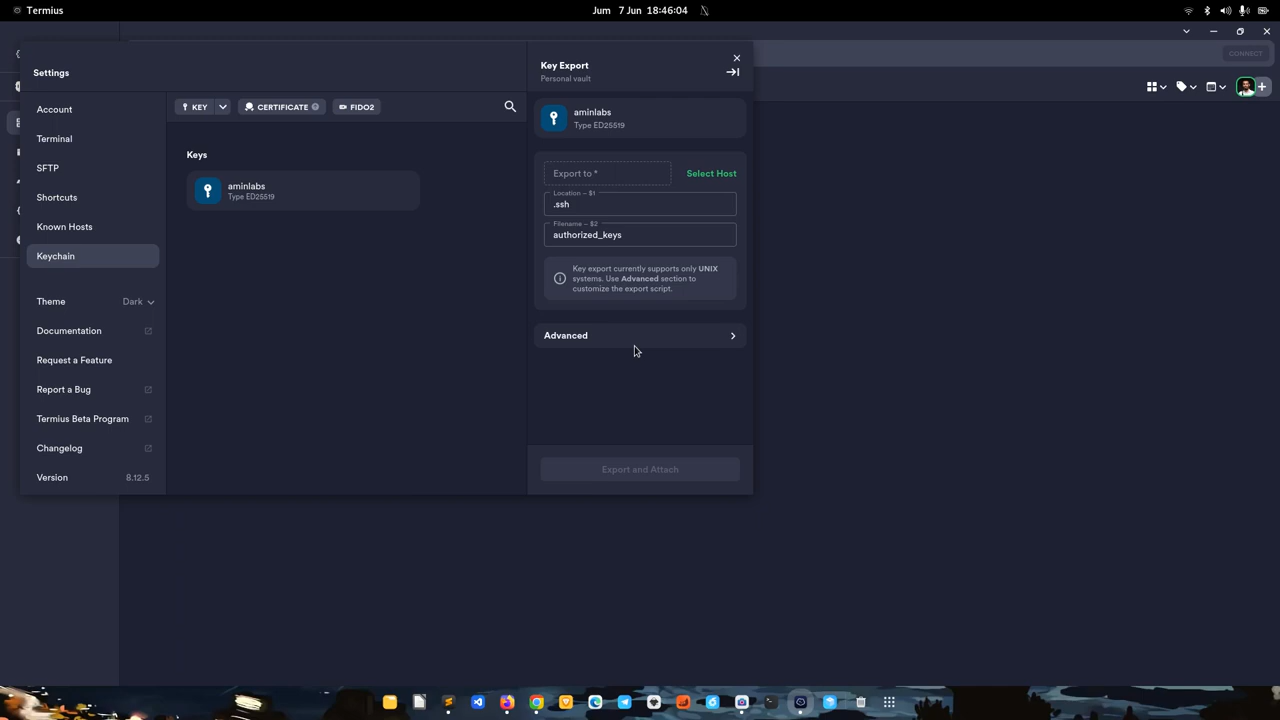 Termius
Jum 7 Jun 18:46:04
CONNECT
Settings
Account
Terminal
SFTP
Shortcuts
Known Hosts
Keychain
Theme
Dark
Documentation
Request a Feature
Report a Bug
Termius Beta Program
Changelog
Version
8.12.5
KEY
CERTIFICATE
FIDO2
Keys
aminlabs
Type ED25519
Key Export
Personal vault
aminlabs
Type ED25519
Export to *
Select Host
Location – $1
.ssh
Filename – $2
authorized_keys
Key export currently supports only UNIX
systems. Use Advanced section to
customize the export script.
Advanced
Export and Attach